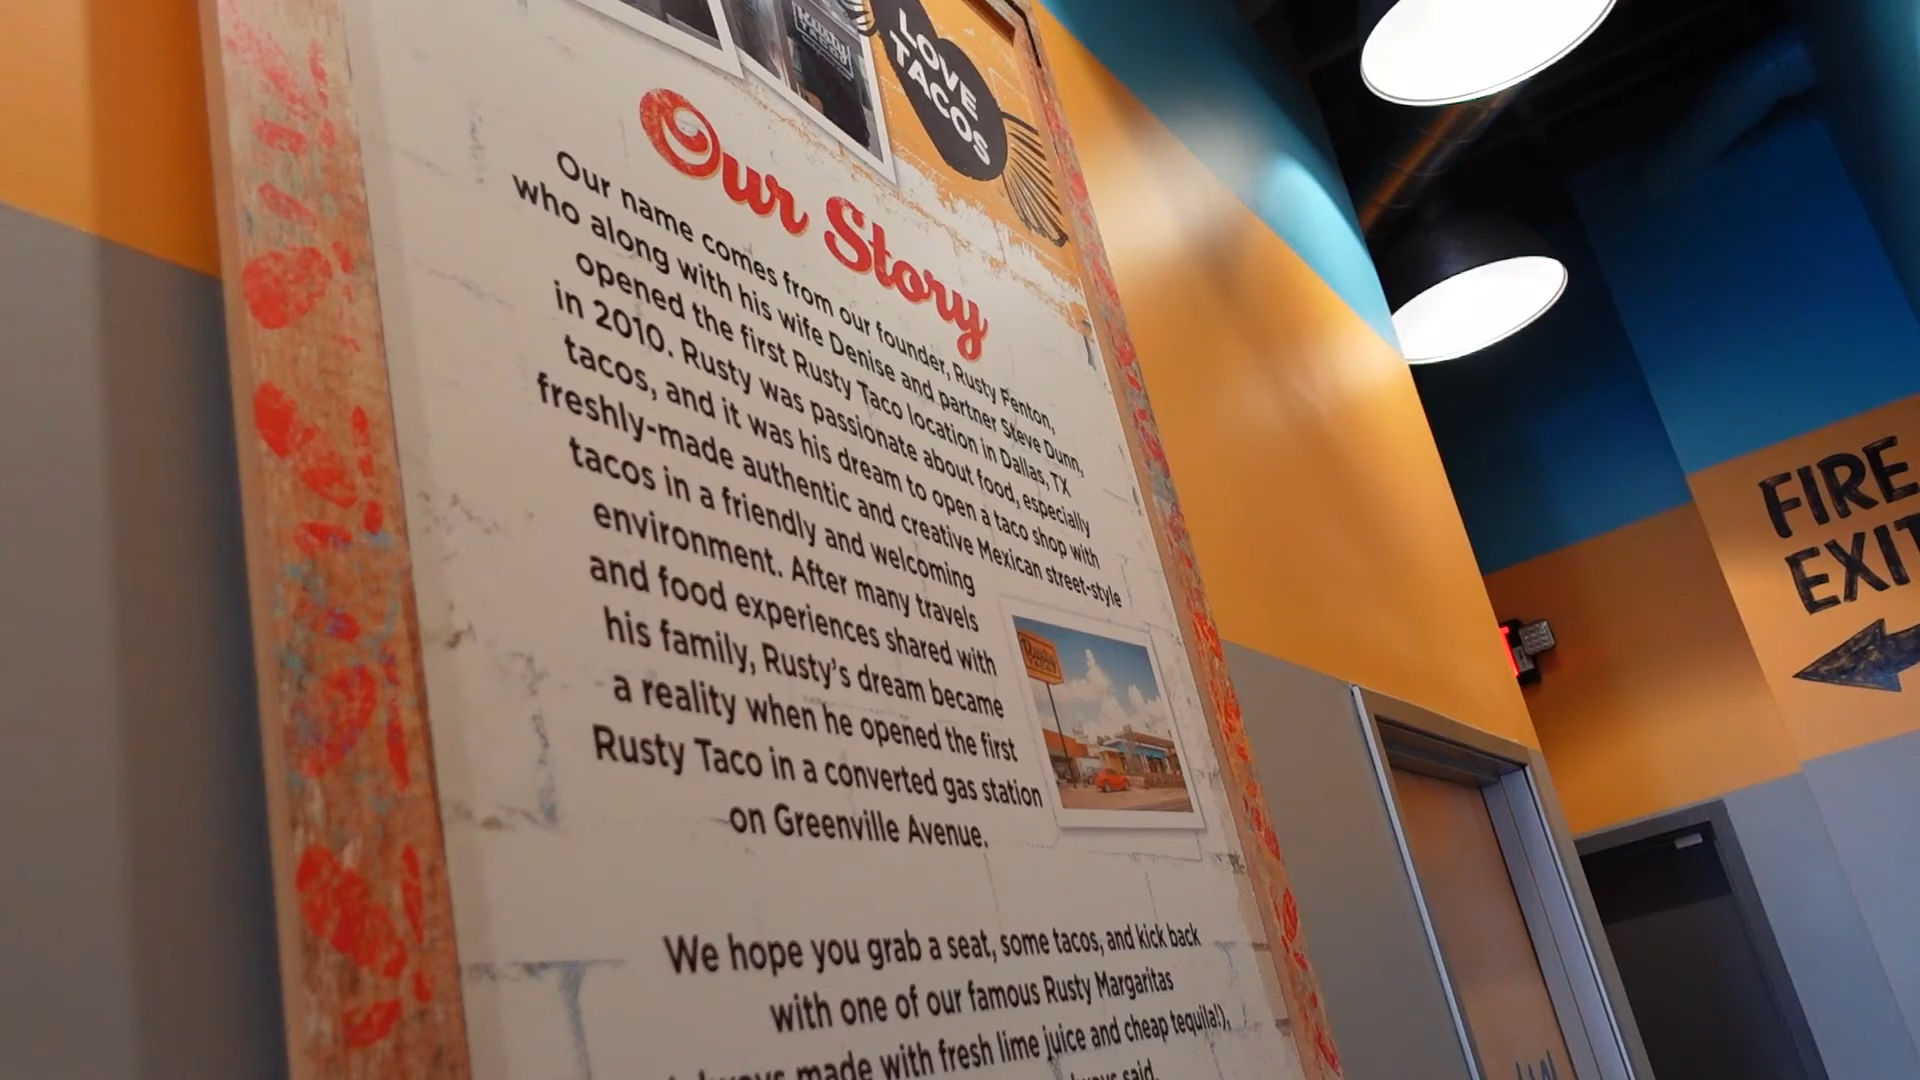 LOVE
TACOS
Our Story
Our name comes from our founder, Rusty Fenton,
who along with his wife Denise and partner Steve Dunn,
opened the first Rusty Taco location in Dallas, TX
in 2010. Rusty was passionate about food, especially
tacos, and it was his dream to open a taco shop with
freshly-made authentic and creative Mexican street-style
tacos in a friendly and welcoming
environment. After many travels
and food experiences shared with
his family, Rusty's dream became
a reality when he opened the first
Rusty Taco in a converted gas station
on Greenville Avenue.
Rusty
We hope you grab a seat, some tacos, and kick back
with one of our famous Rusty Margaritas
made with fresh lime juice and cheap tequila!),
said.
FIRE
EXIT